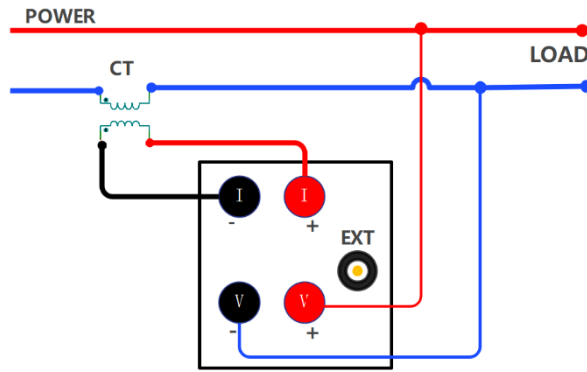 POWER
LOAD
CT
I I
- +
EXT
V V
- +